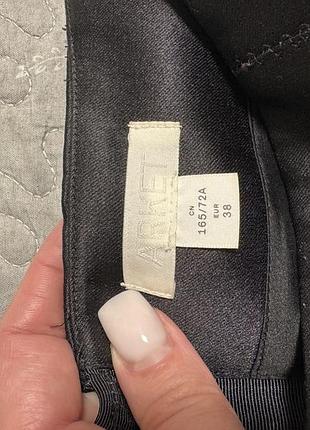 ARKET
CN
165/72A
EUR
38